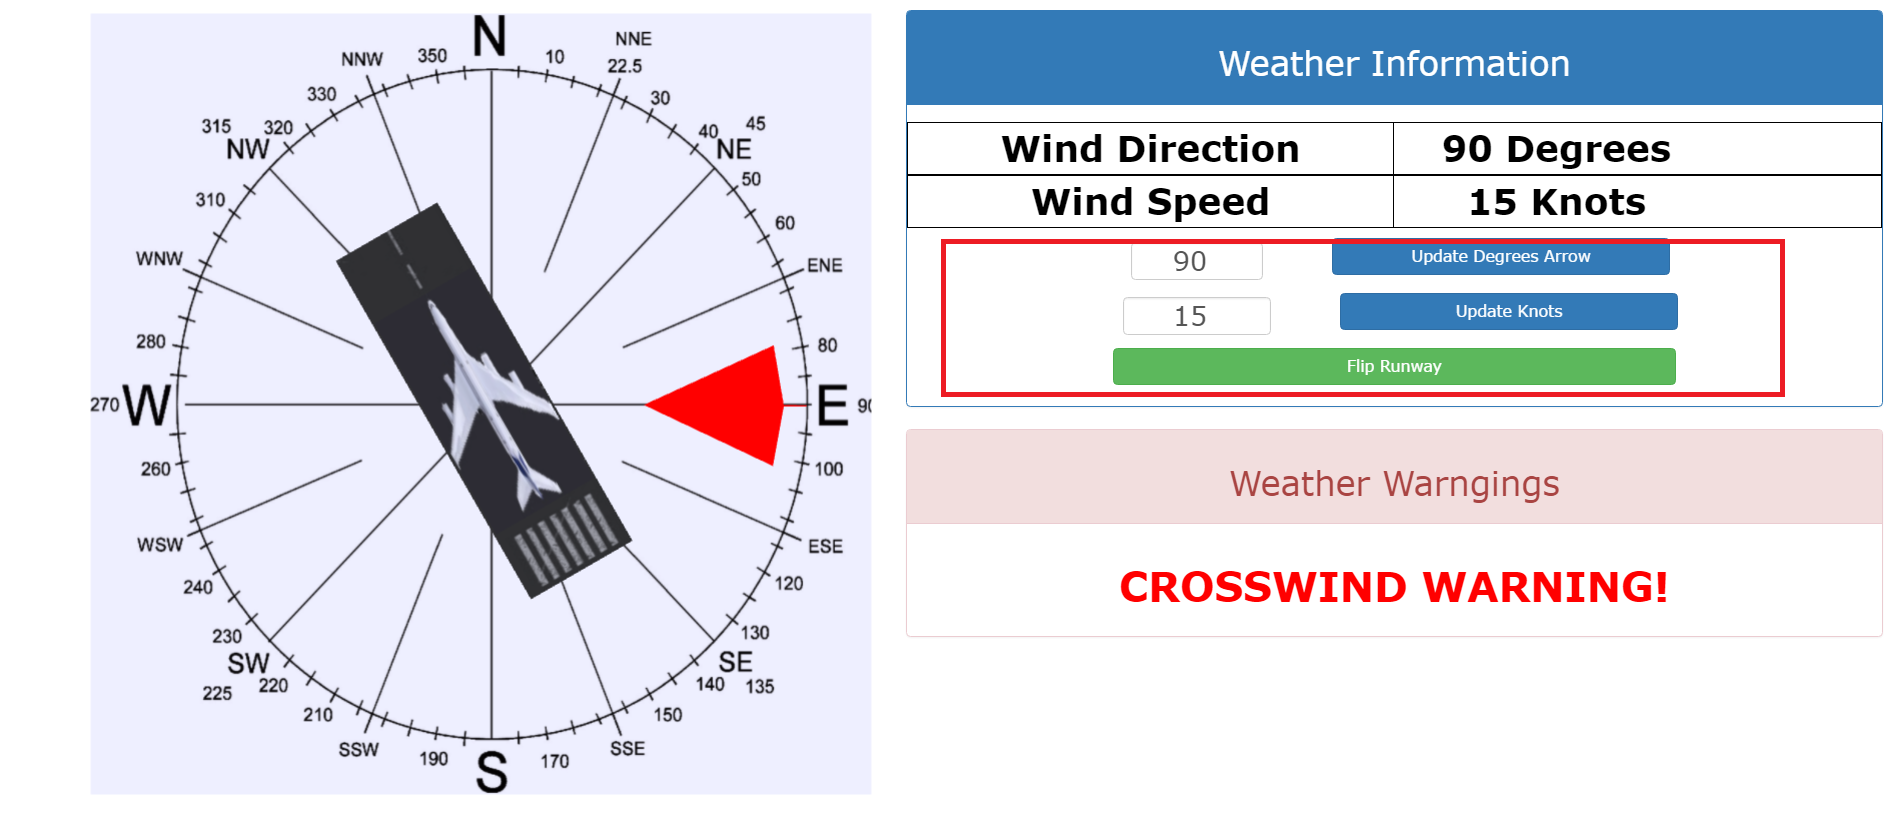 N
NNE
NNW
350
10
22.5
330
30
315
320
40
45
NW
NE
50
310
60
WNW
ENE
280
80
270
W
E
260
100
WSW
ESE
240
120
230
130
SW
SE
225
220
140
135
210
150
SSW
SSE
190
170
S
Weather Information
Wind Direction 90 Degrees
Wind Speed 15 Knots
90 Update Degrees Arrow
15 Update Knots
Flip Runway
Weather Warngings
CROSSWIND WARNING!